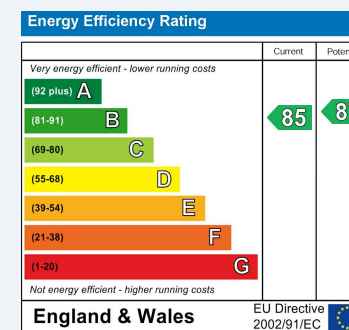 Energy Efficiency Rating
Current
Very energy efficient - lower running costs
(92 plus) A
(81-91) B
(69-80) C
(55-68) D
(39-54) E
(21-38) F
(1-20) G
85
Not energy efficient - higher running costs
England & Wales
EU Directive
2002/91/EC